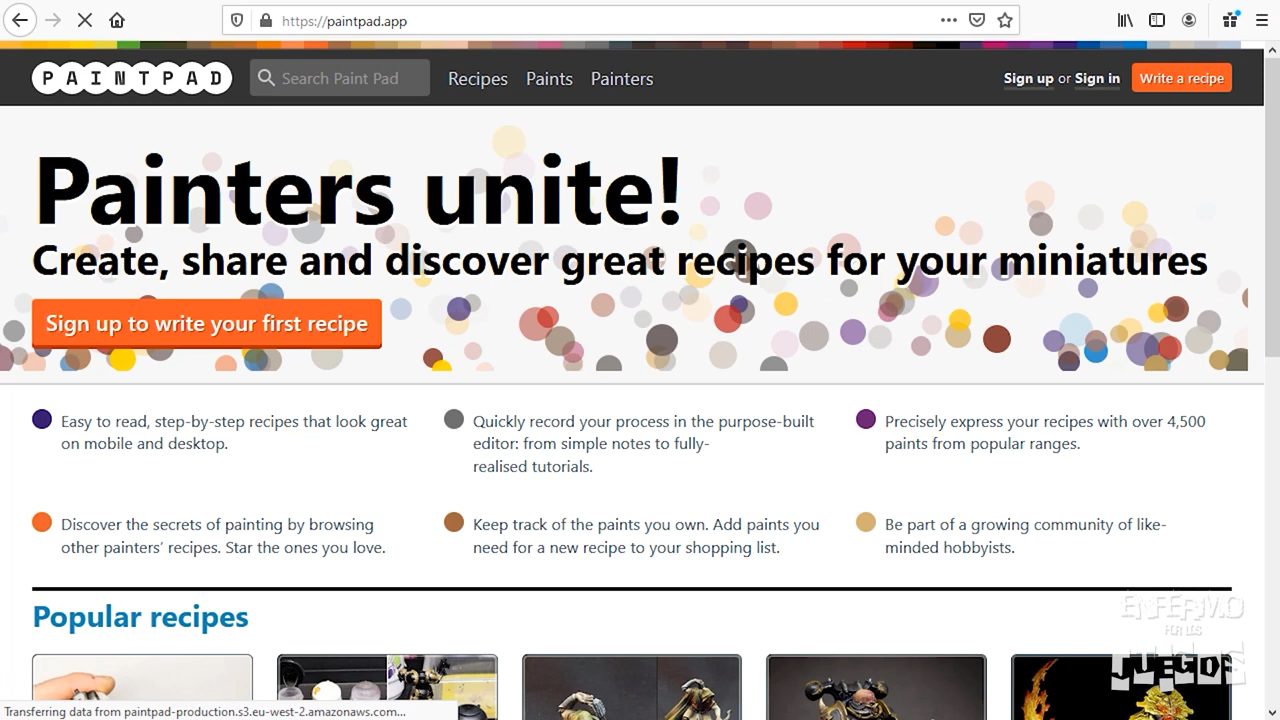 https://paintpad.app
PAINTPAD
Search Paint Pad
Recipes
Paints
Painters
Sign up or Sign in
Write a recipe
Painters unite!
Create, share and discover great recipes for your miniatures
Sign up to write your first recipe
Easy to read, step-by-step recipes that look great
on mobile and desktop.
Quickly record your process in the purpose-built
editor: from simple notes to fully-
realised tutorials.
Precisely express your recipes with over 4,500
paints from popular ranges.
Discover the secrets of painting by browsing
other painters’ recipes. Star the ones you love.
Keep track of the paints you own. Add paints you
need for a new recipe to your shopping list.
Be part of a growing community of like-
minded hobbyists.
Popular recipes
ENFERMO
POR LOS
JUEGOS
Transferring data from paintpad-production.s3.eu-west-2.amazonaws.com...